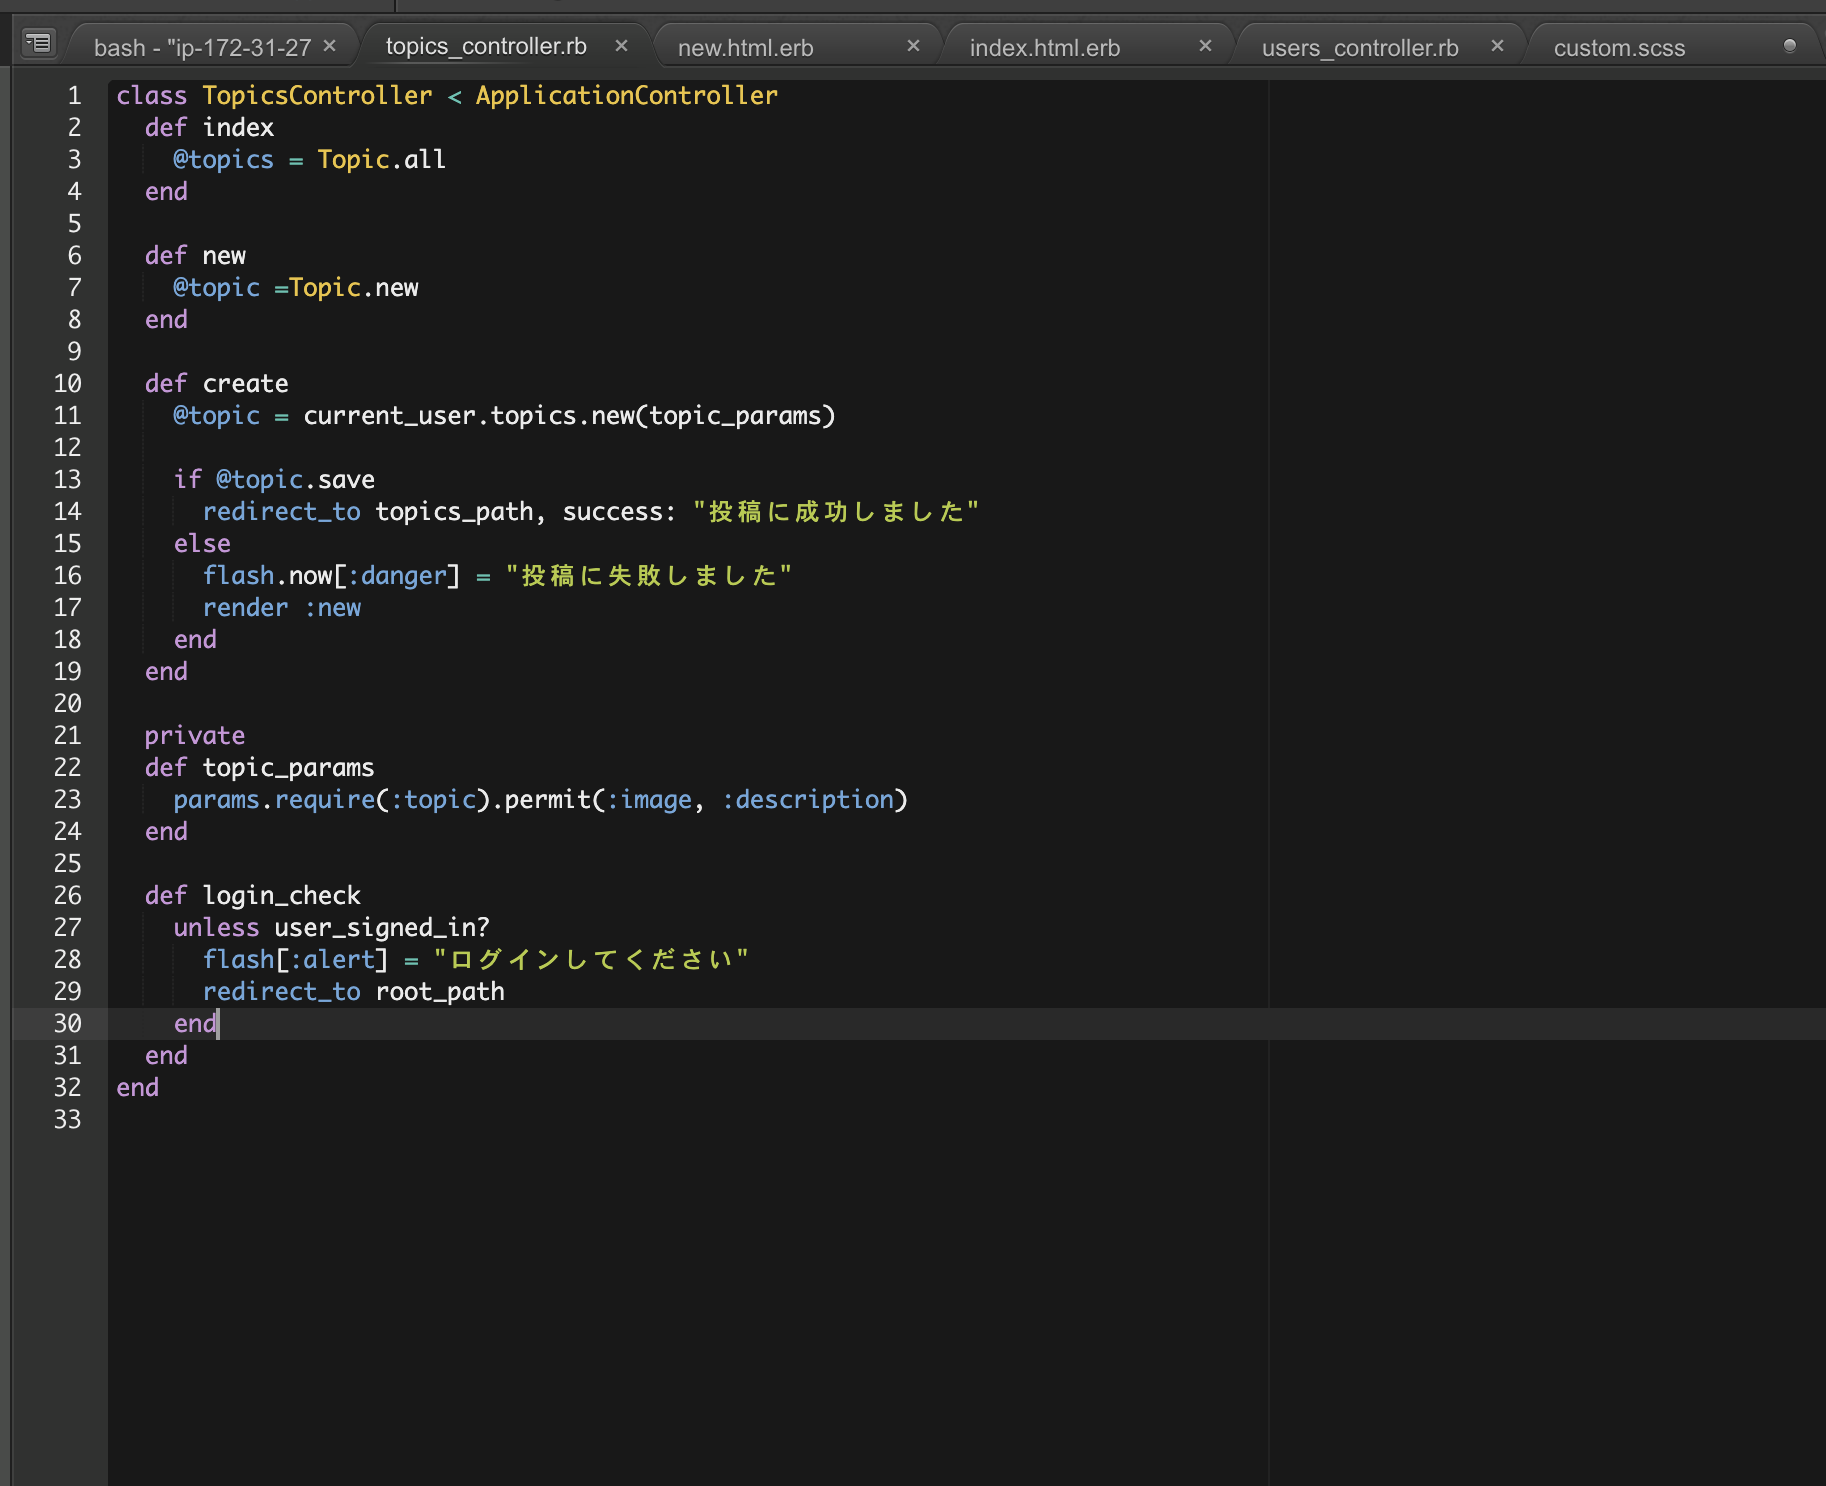 bash - "ip-172-31-27 × topics_controller.rb × new.html.erb × index.html.erb × users_controller.rb × custom.scss
1 class TopicsController < ApplicationController
2   def index
3     @topics = Topic.all
4   end
5
6   def new
7     @topic =Topic.new
8   end
9
10   def create
11     @topic = current_user.topics.new(topic_params)
12
13     if @topic.save
14       redirect_to topics_path, success: "投稿に成功しました"
15     else
16       flash.now[:danger] = "投稿に失敗しました"
17       render :new
18     end
19   end
20
21   private
22   def topic_params
23     params.require(:topic).permit(:image, :description)
24   end
25
26   def login_check
27     unless user_signed_in?
28       flash[:alert] = "ログインしてください"
29       redirect_to root_path
30     end
31   end
32 end
33